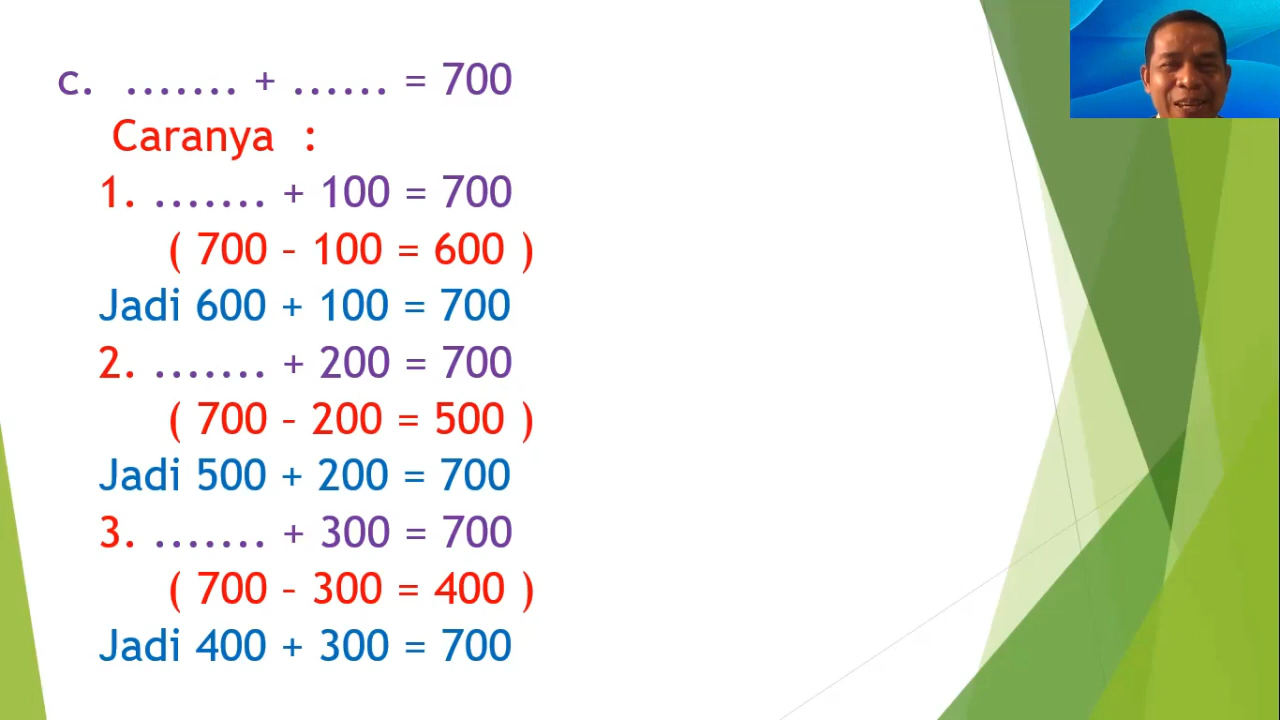 c. ....... + ...... = 700
Caranya :
1. ....... + 100 = 700
( 700 – 100 = 600 )
Jadi 600 + 100 = 700
2. ....... + 200 = 700
( 700 – 200 = 500 )
Jadi 500 + 200 = 700
3. ....... + 300 = 700
( 700 – 300 = 400 )
Jadi 400 + 300 = 700